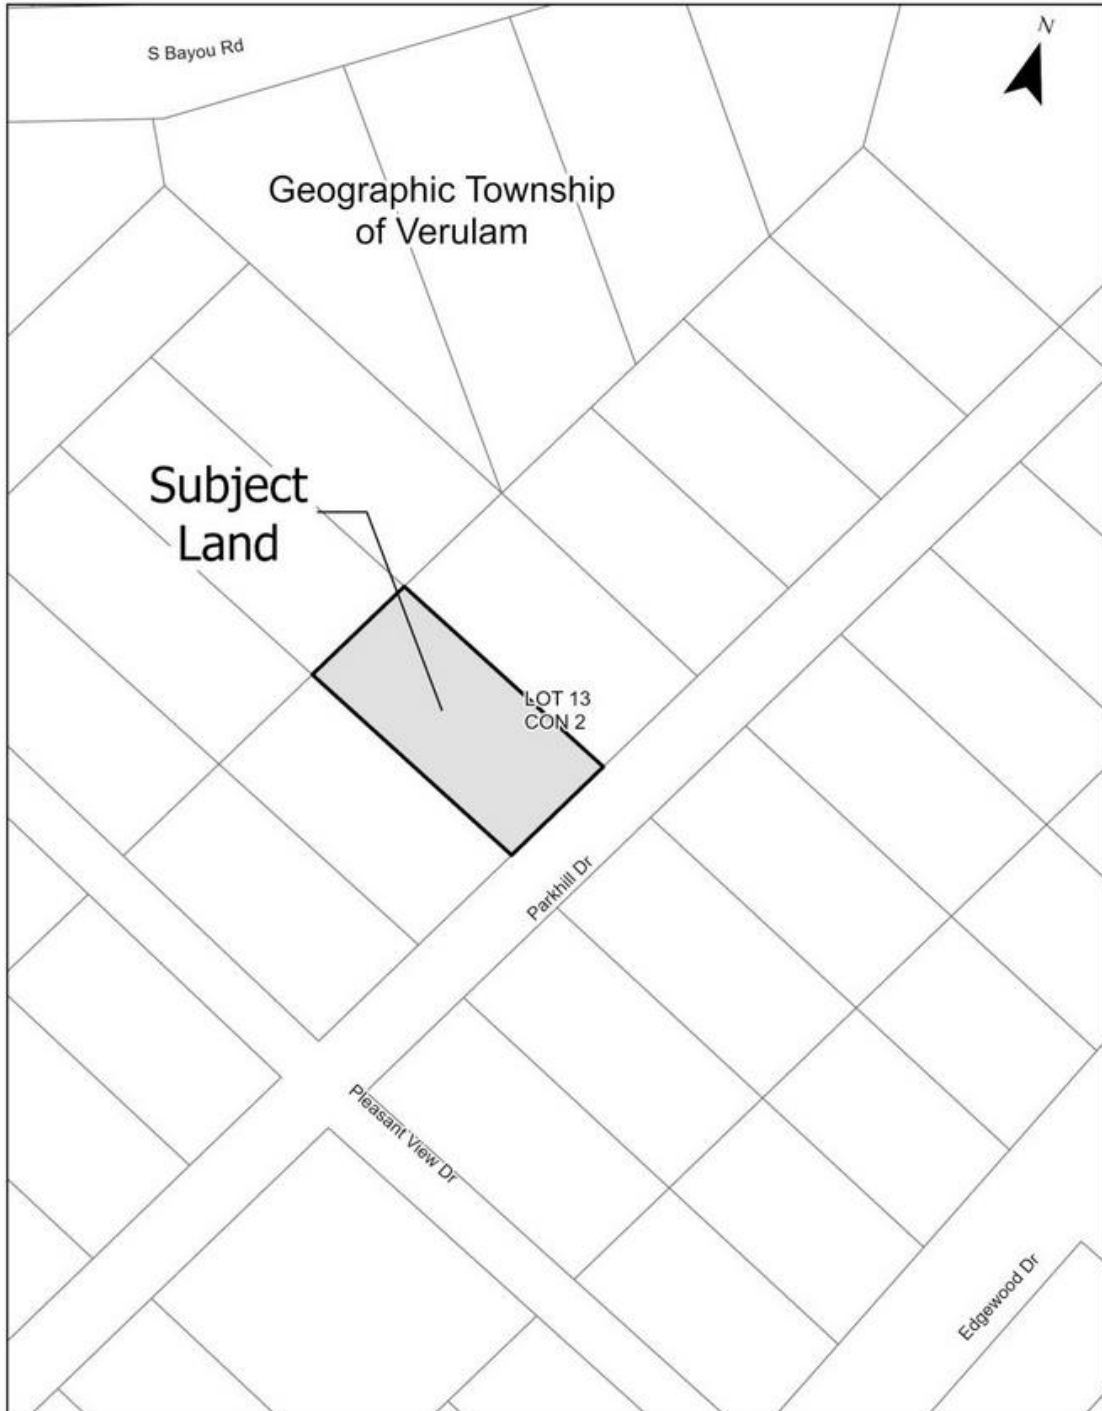 S Bayou Rd
N
Geographic Township
of Verulam
Subject
Land
LOT 13
CON 2
Parkhill Dr
Pleasant View Dr
Edgewood Dr